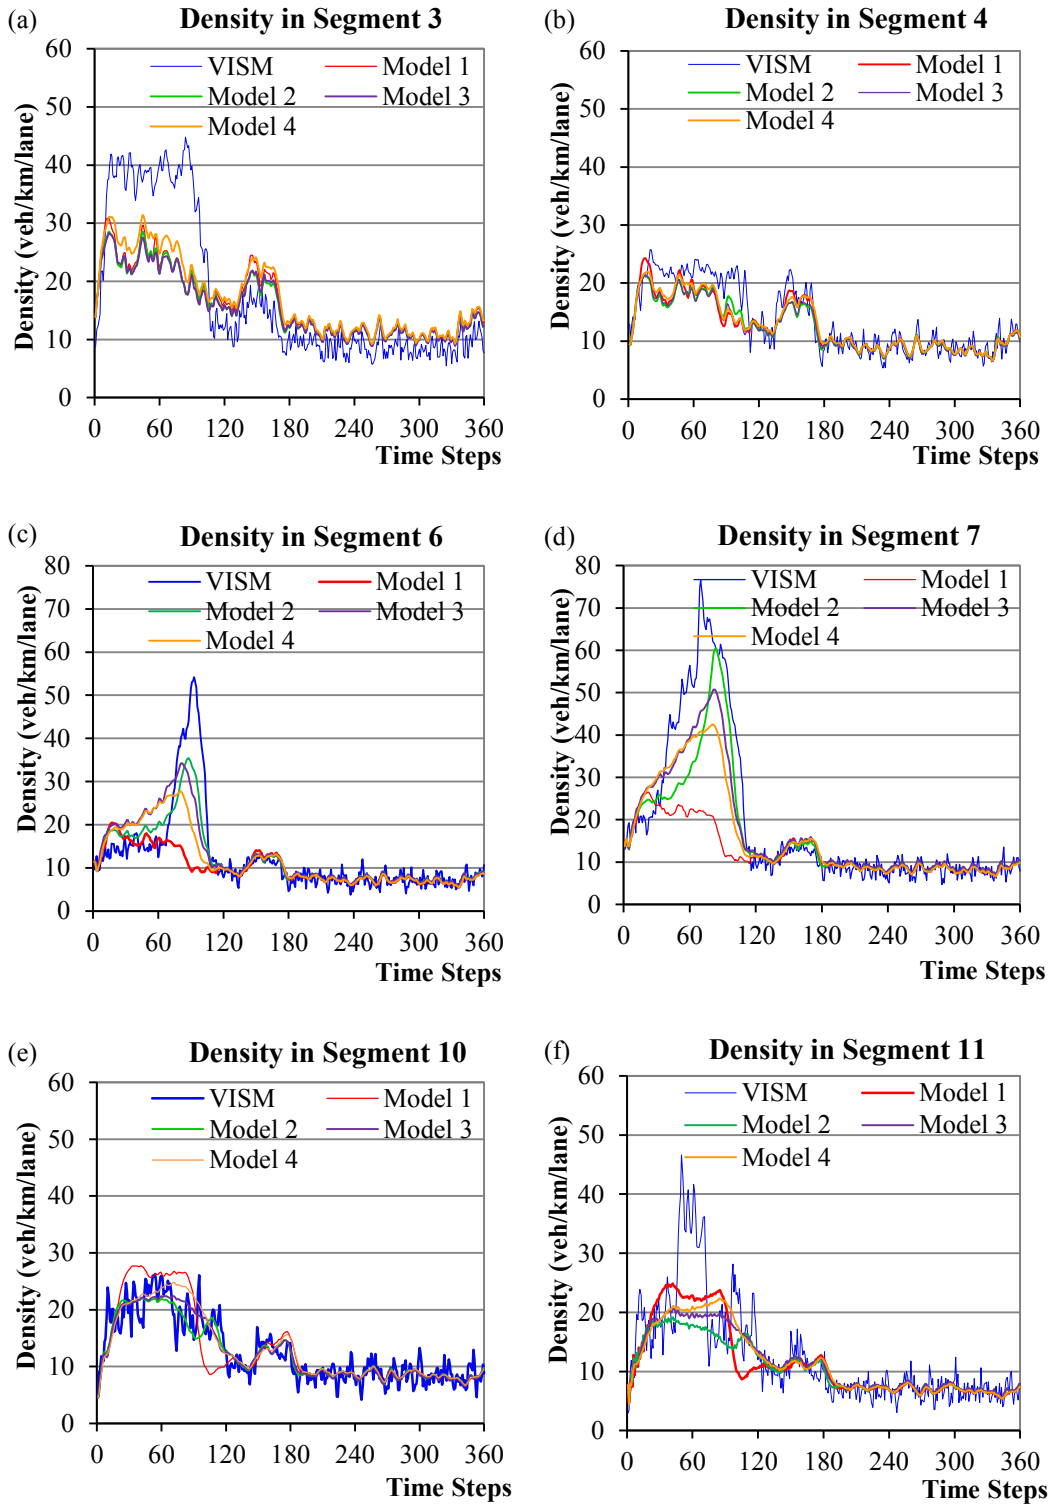 (a) Density in Segment 3
Density (veh/km/lane)
60
50
40
30
20
10
0
VISM Model 1
Model 2 Model 3
Model 4
0 60 120 180 240 300 360
Time Steps
(b) Density in Segment 4
Density (veh/km/lane)
60
50
40
30
20
10
0
VISM Model 1
Model 2 Model 3
Model 4
0 60 120 180 240 300 360
Time Steps
(c) Density in Segment 6
Density (veh/km/lane)
80
70
60
50
40
30
20
10
0
VISM Model 1
Model 2 Model 3
Model 4
0 60 120 180 240 300 360
Time Steps
(d) Density in Segment 7
Density (veh/km/lane)
80
70
60
50
40
30
20
10
0
VISM Model 1
Model 2 Model 3
Model 4
0 60 120 180 240 300 360
Time Steps
(e) Density in Segment 10
Density (veh/km/lane)
60
50
40
30
20
10
0
VISM Model 1
Model 2 Model 3
Model 4
0 60 120 180 240 300 360
Time Steps
(f) Density in Segment 11
Density (veh/km/lane)
60
50
40
30
20
10
0
VISM Model 1
Model 2 Model 3
Model 4
0 60 120 180 240 300 360
Time Steps